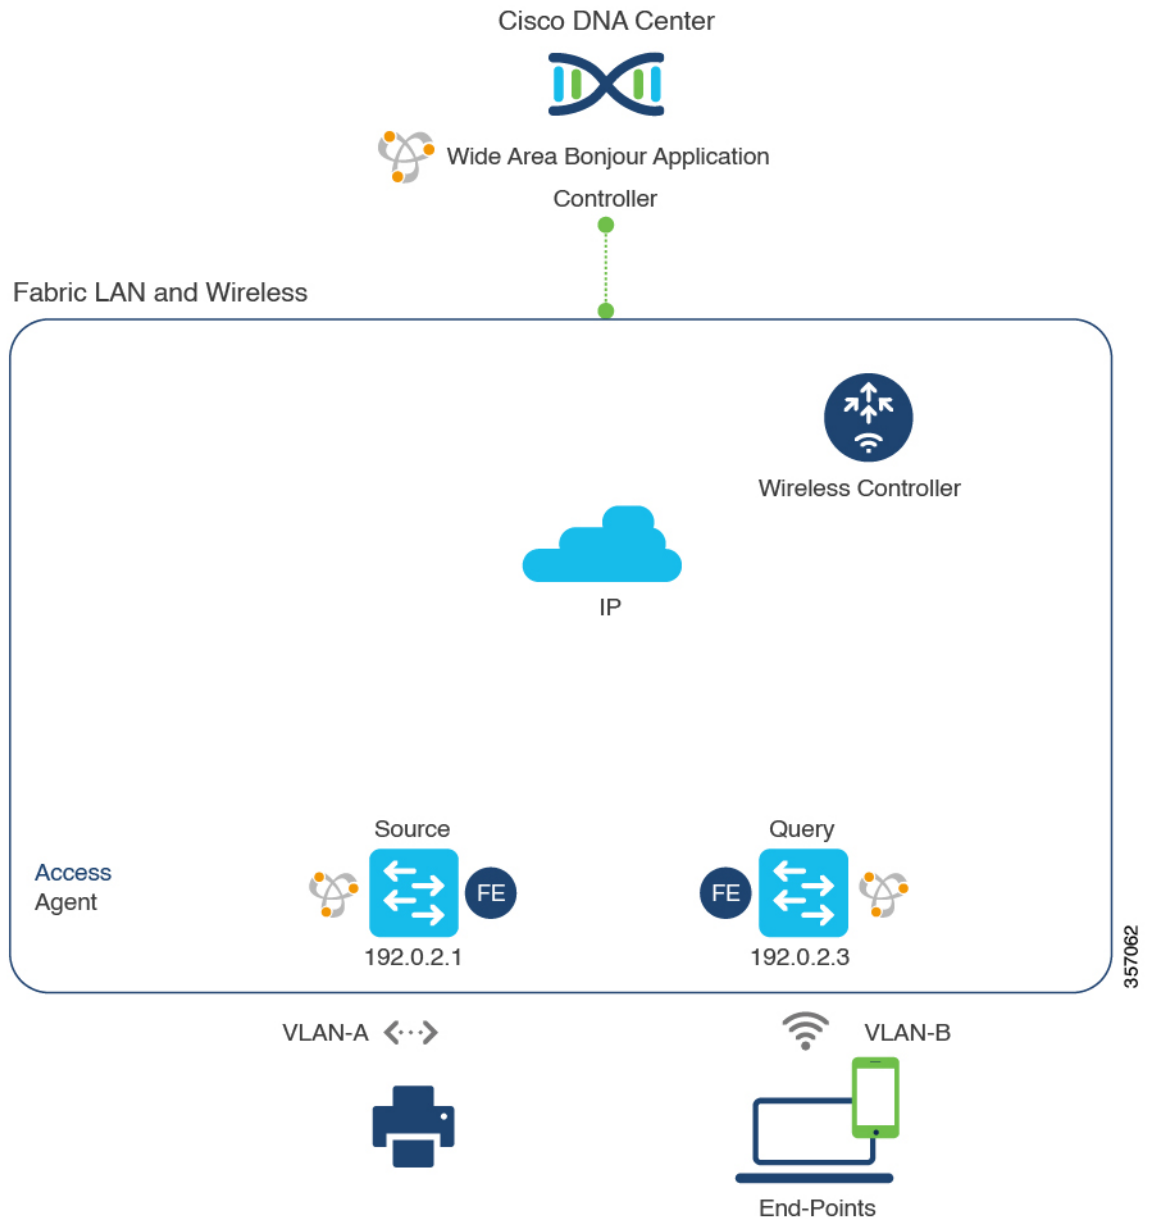 Cisco DNA Center
Wide Area Bonjour Application
Controller
Fabric LAN and Wireless
Wireless Controller
IP
Source
Query
Access
Agent
FE
FE
192.0.2.1
192.0.2.3
357062
VLAN-A
VLAN-B
End-Points